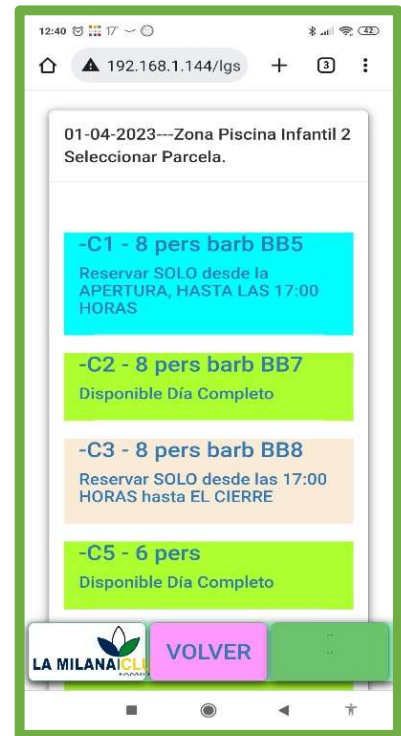 12:40 17°
42
192.168.1.144/lgs
3
01-04-2023---Zona Piscina Infantil 2
Seleccionar Parcela.
-C1 - 8 pers barb BB5
Reservar SOLO desde la
APERTURA, HASTA LAS 17:00
HORAS
-C2 - 8 pers barb BB7
Disponible Día Completo
-C3 - 8 pers barb BB8
Reservar SOLO desde las 17:00
HORAS hasta EL CIERRE
-C5 - 6 pers
Disponible Día Completo
LA MILANA CL
VOLVER